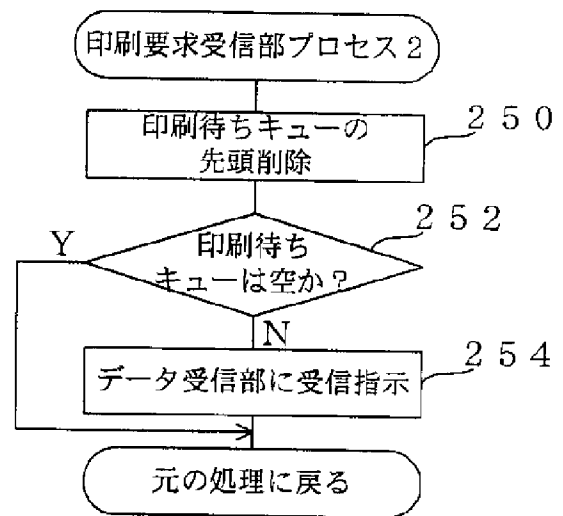 印刷要求受信部プロセス2
印刷待ちキューの
先頭削除
250
252
Y
印刷待ち
キューは空か?
N
254
データ受信部に受信指示
元の処理に戻る